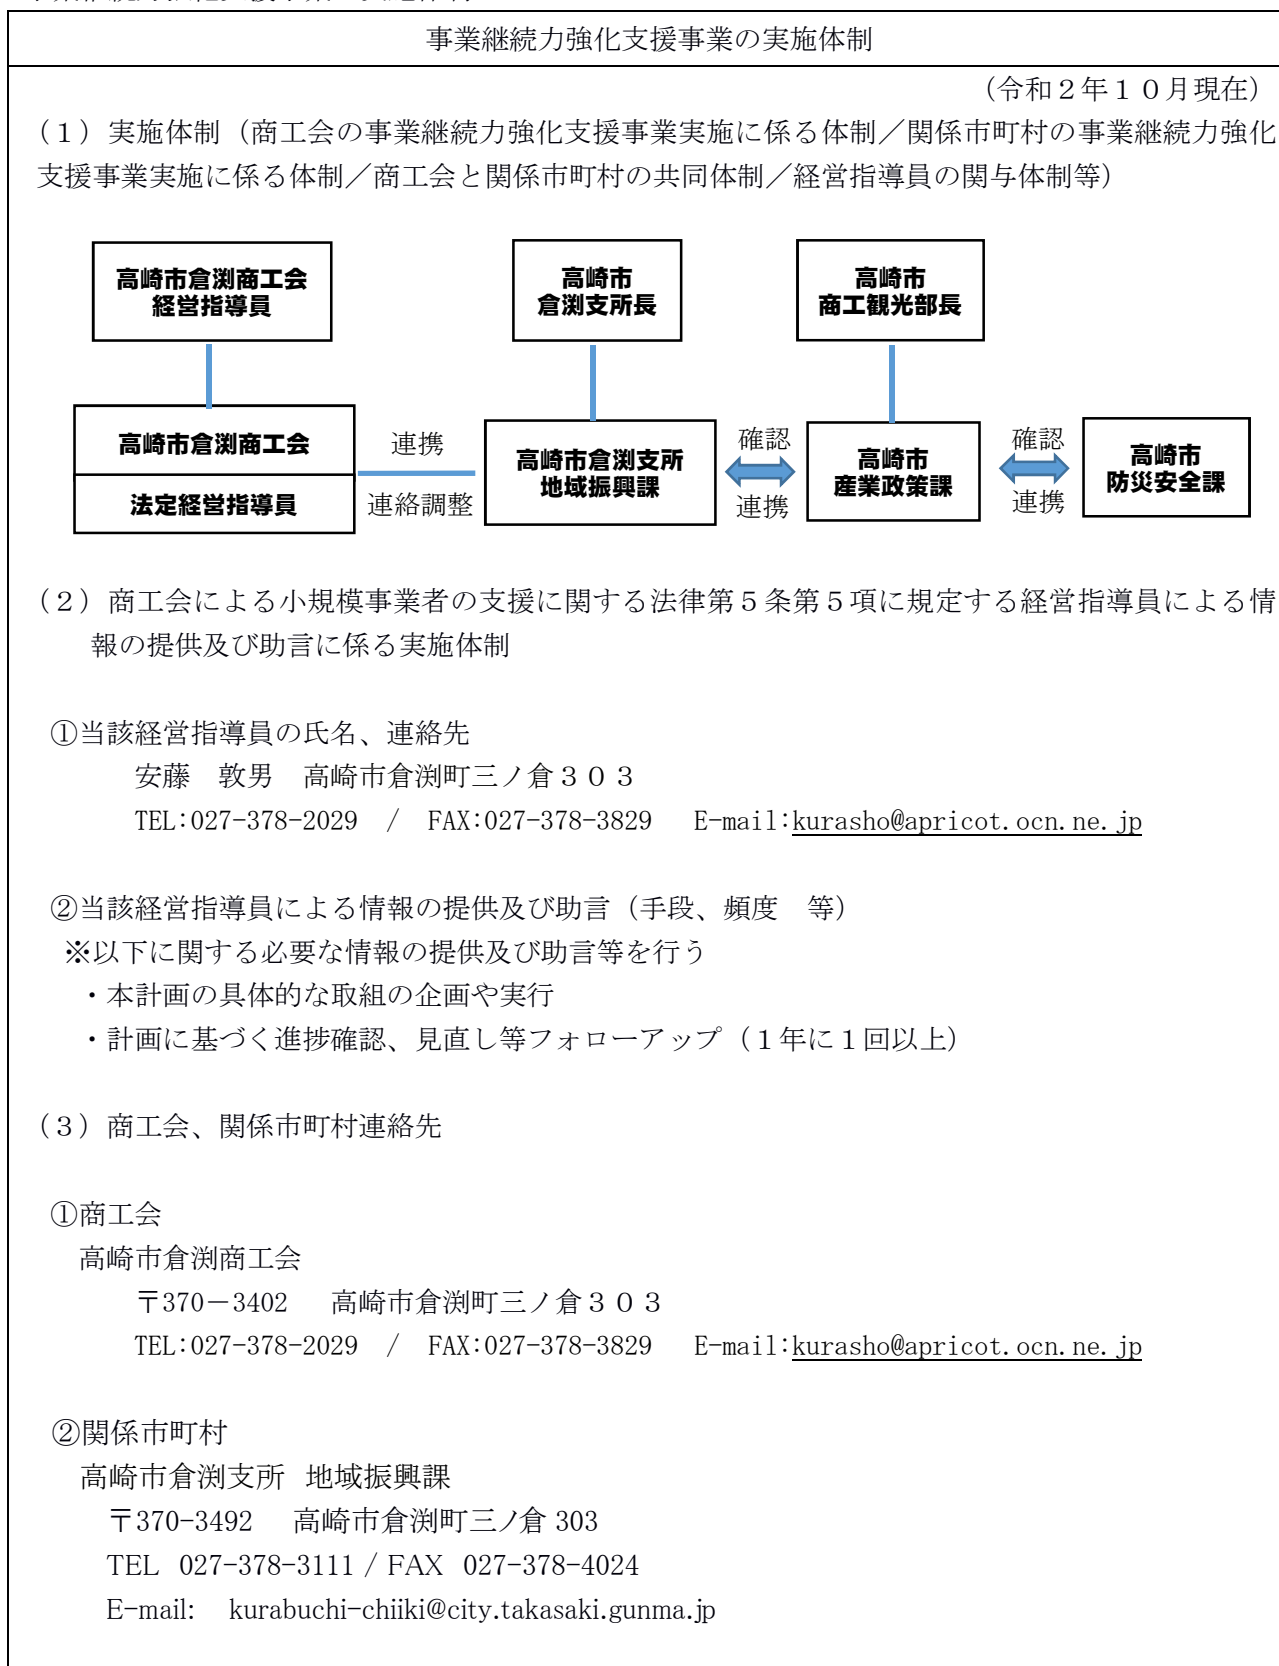 事業継続力強化支援事業の実施体制
（令和２年１０月現在）
（１）実施体制（商工会の事業継続力強化支援事業実施に係る体制／関係市町村の事業継続力強化
支援事業実施に係る体制／商工会と関係市町村の共同体制／経営指導員の関与体制等）
高崎市倉渕商工会
経営指導員
高崎市
倉渕支所長
高崎市
商工観光部長
高崎市倉渕商工会
法定経営指導員
連携
連絡調整
高崎市倉渕支所
地域振興課
確認
連携
高崎市
産業政策課
確認
連携
高崎市
防災安全課
（２）商工会による小規模事業者の支援に関する法律第５条第５項に規定する経営指導員による情
報の提供及び助言に係る実施体制
①当該経営指導員の氏名、連絡先
安藤　敦男　高崎市倉渕町三ノ倉３０３
TEL:027-378-2029 / FAX:027-378-3829 E-mail:kurasho@apricot.ocn.ne.jp
②当該経営指導員による情報の提供及び助言（手段、頻度　等）
※以下に関する必要な情報の提供及び助言等を行う
・本計画の具体的な取組の企画や実行
・計画に基づく進捗確認、見直し等フォローアップ（１年に１回以上）
（３）商工会、関係市町村連絡先
①商工会
高崎市倉渕商工会
〒370－3402 高崎市倉渕町三ノ倉３０３
TEL:027-378-2029 / FAX:027-378-3829 E-mail:kurasho@apricot.ocn.ne.jp
②関係市町村
高崎市倉渕支所 地域振興課
〒370-3492 高崎市倉渕町三ノ倉 303
TEL 027-378-3111 / FAX 027-378-4024
E-mail: kurabuchi-chiiki@city.takasaki.gunma.jp